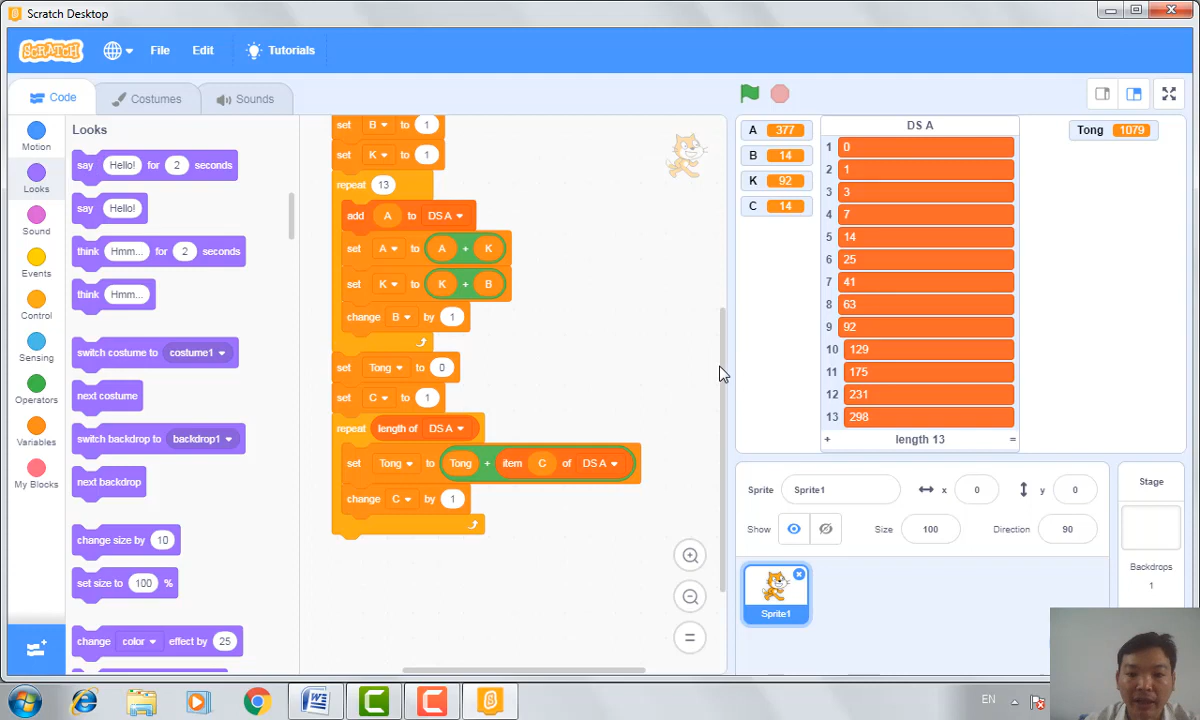 Scratch Desktop
SCRATCH File Edit Tutorials
Code Costumes Sounds
Motion
Looks
Sound
Events
Control
Sensing
Operators
Variables
My Blocks
Looks
say Hello! for 2 seconds
say Hello!
think Hmm... for 2 seconds
think Hmm...
switch costume to costume1
next costume
switch backdrop to backdrop1
next backdrop
change size by 10
set size to 100 %
change color effect by 25
set B to 1
set K to 1
repeat 13
add A to DS A
set A to A + K
set K to K + B
change B by 1
set Tong to 0
set C to 1
repeat length of DS A
set Tong to Tong + item C of DS A
change C by 1
A 377
B 14
K 92
C 14
DS A
1 0
2 1
3 3
4 7
5 14
6 25
7 41
8 63
9 92
10 129
11 175
12 231
13 298
+ length 13 =
Tong 1079
Sprite Sprite1 x 0 y 0
Show Size 100 Direction 90
Sprite1
Stage
Backdrops
1
EN